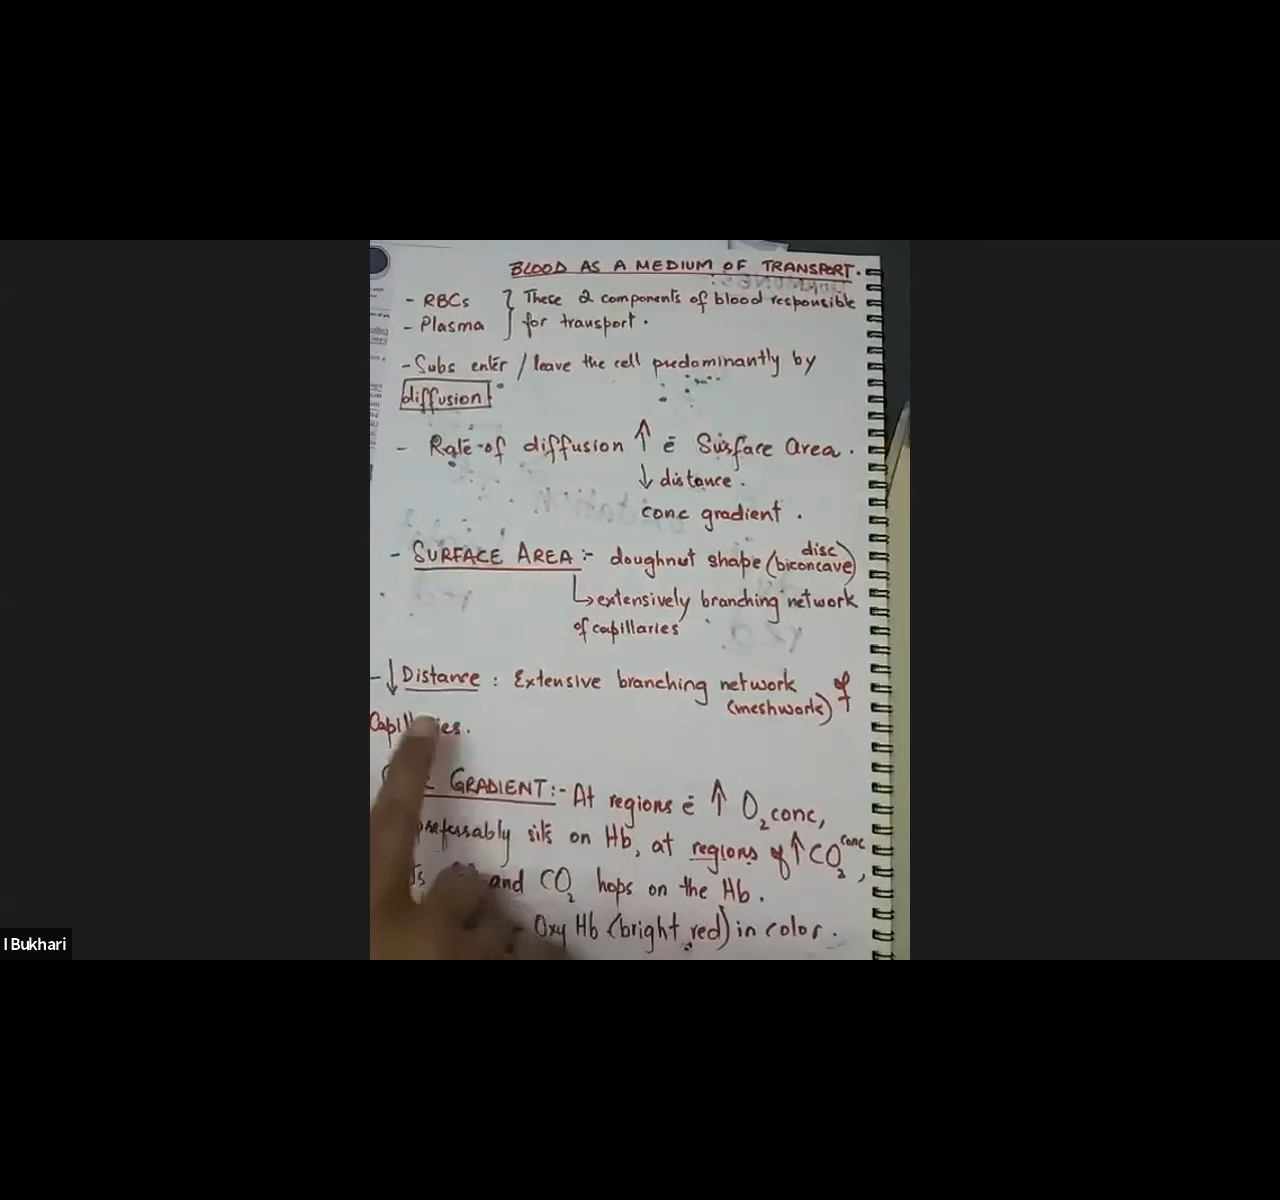 BLOOD AS A MEDIUM OF TRANSPORT.
- RBCs } These 2 components of blood responsible
- Plasma } for transport.
- Subs enter / leave the cell predominantly by
diffusion
- Rate of diffusion ↑ c̄ Surface Area.
↓ distance.
conc gradient.
- SURFACE AREA :- doughnut shape (biconcave disc)
↳ extensively branching network
of capillaries
- ↓ Distance : Extensive branching network of
(meshwork)
Capillaries.
GRADIENT :- At regions c̄ ↑ O₂ conc,
preferrably sits on Hb, at regions of ↑ CO₂ conc,
and CO₂ hops on the Hb.
- Oxy Hb (bright red) in color.
I Bukhari